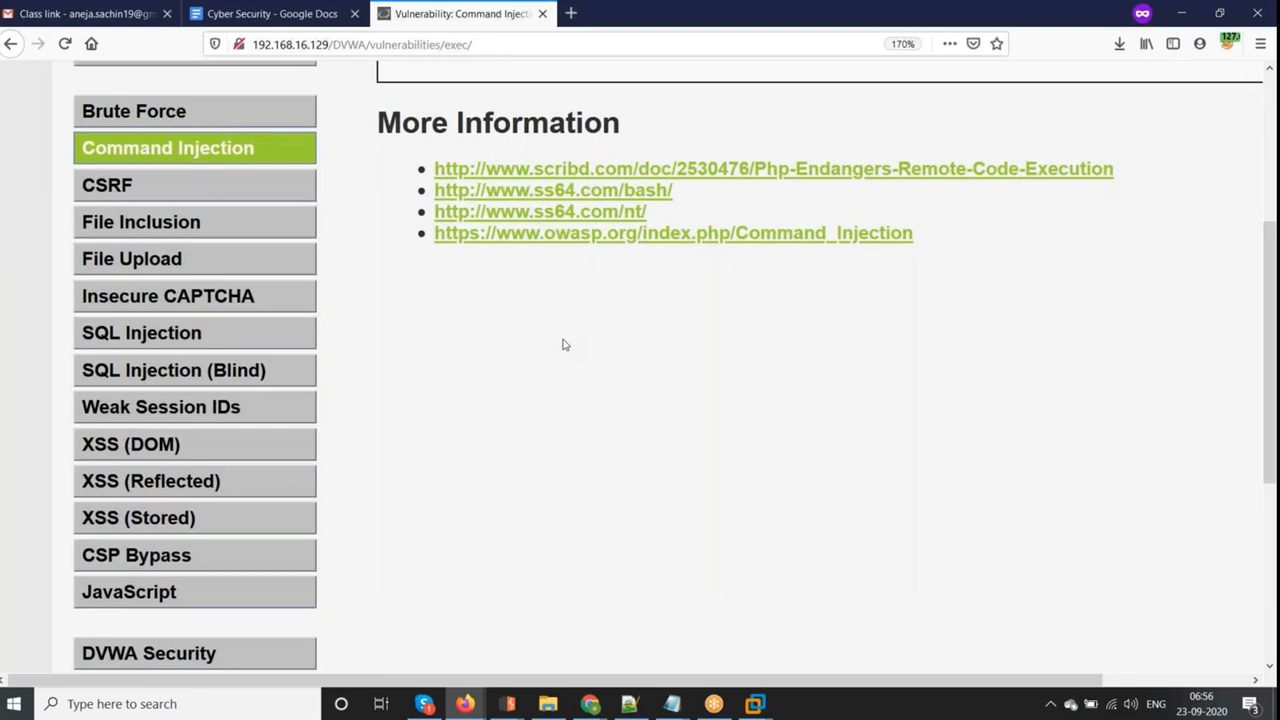 Class link - aneja.sachin19@gm
Cyber Security - Google Docs
Vulnerability: Command Injecti
192.168.16.129/DVWA/vulnerabilities/exec/
170%
127.
Brute Force
Command Injection
CSRF
File Inclusion
File Upload
Insecure CAPTCHA
SQL Injection
SQL Injection (Blind)
Weak Session IDs
XSS (DOM)
XSS (Reflected)
XSS (Stored)
CSP Bypass
JavaScript
DVWA Security
More Information
http://www.scribd.com/doc/2530476/Php-Endangers-Remote-Code-Execution
http://www.ss64.com/bash/
http://www.ss64.com/nt/
https://www.owasp.org/index.php/Command_Injection
Type here to search
ENG
06:56
23-09-2020
3